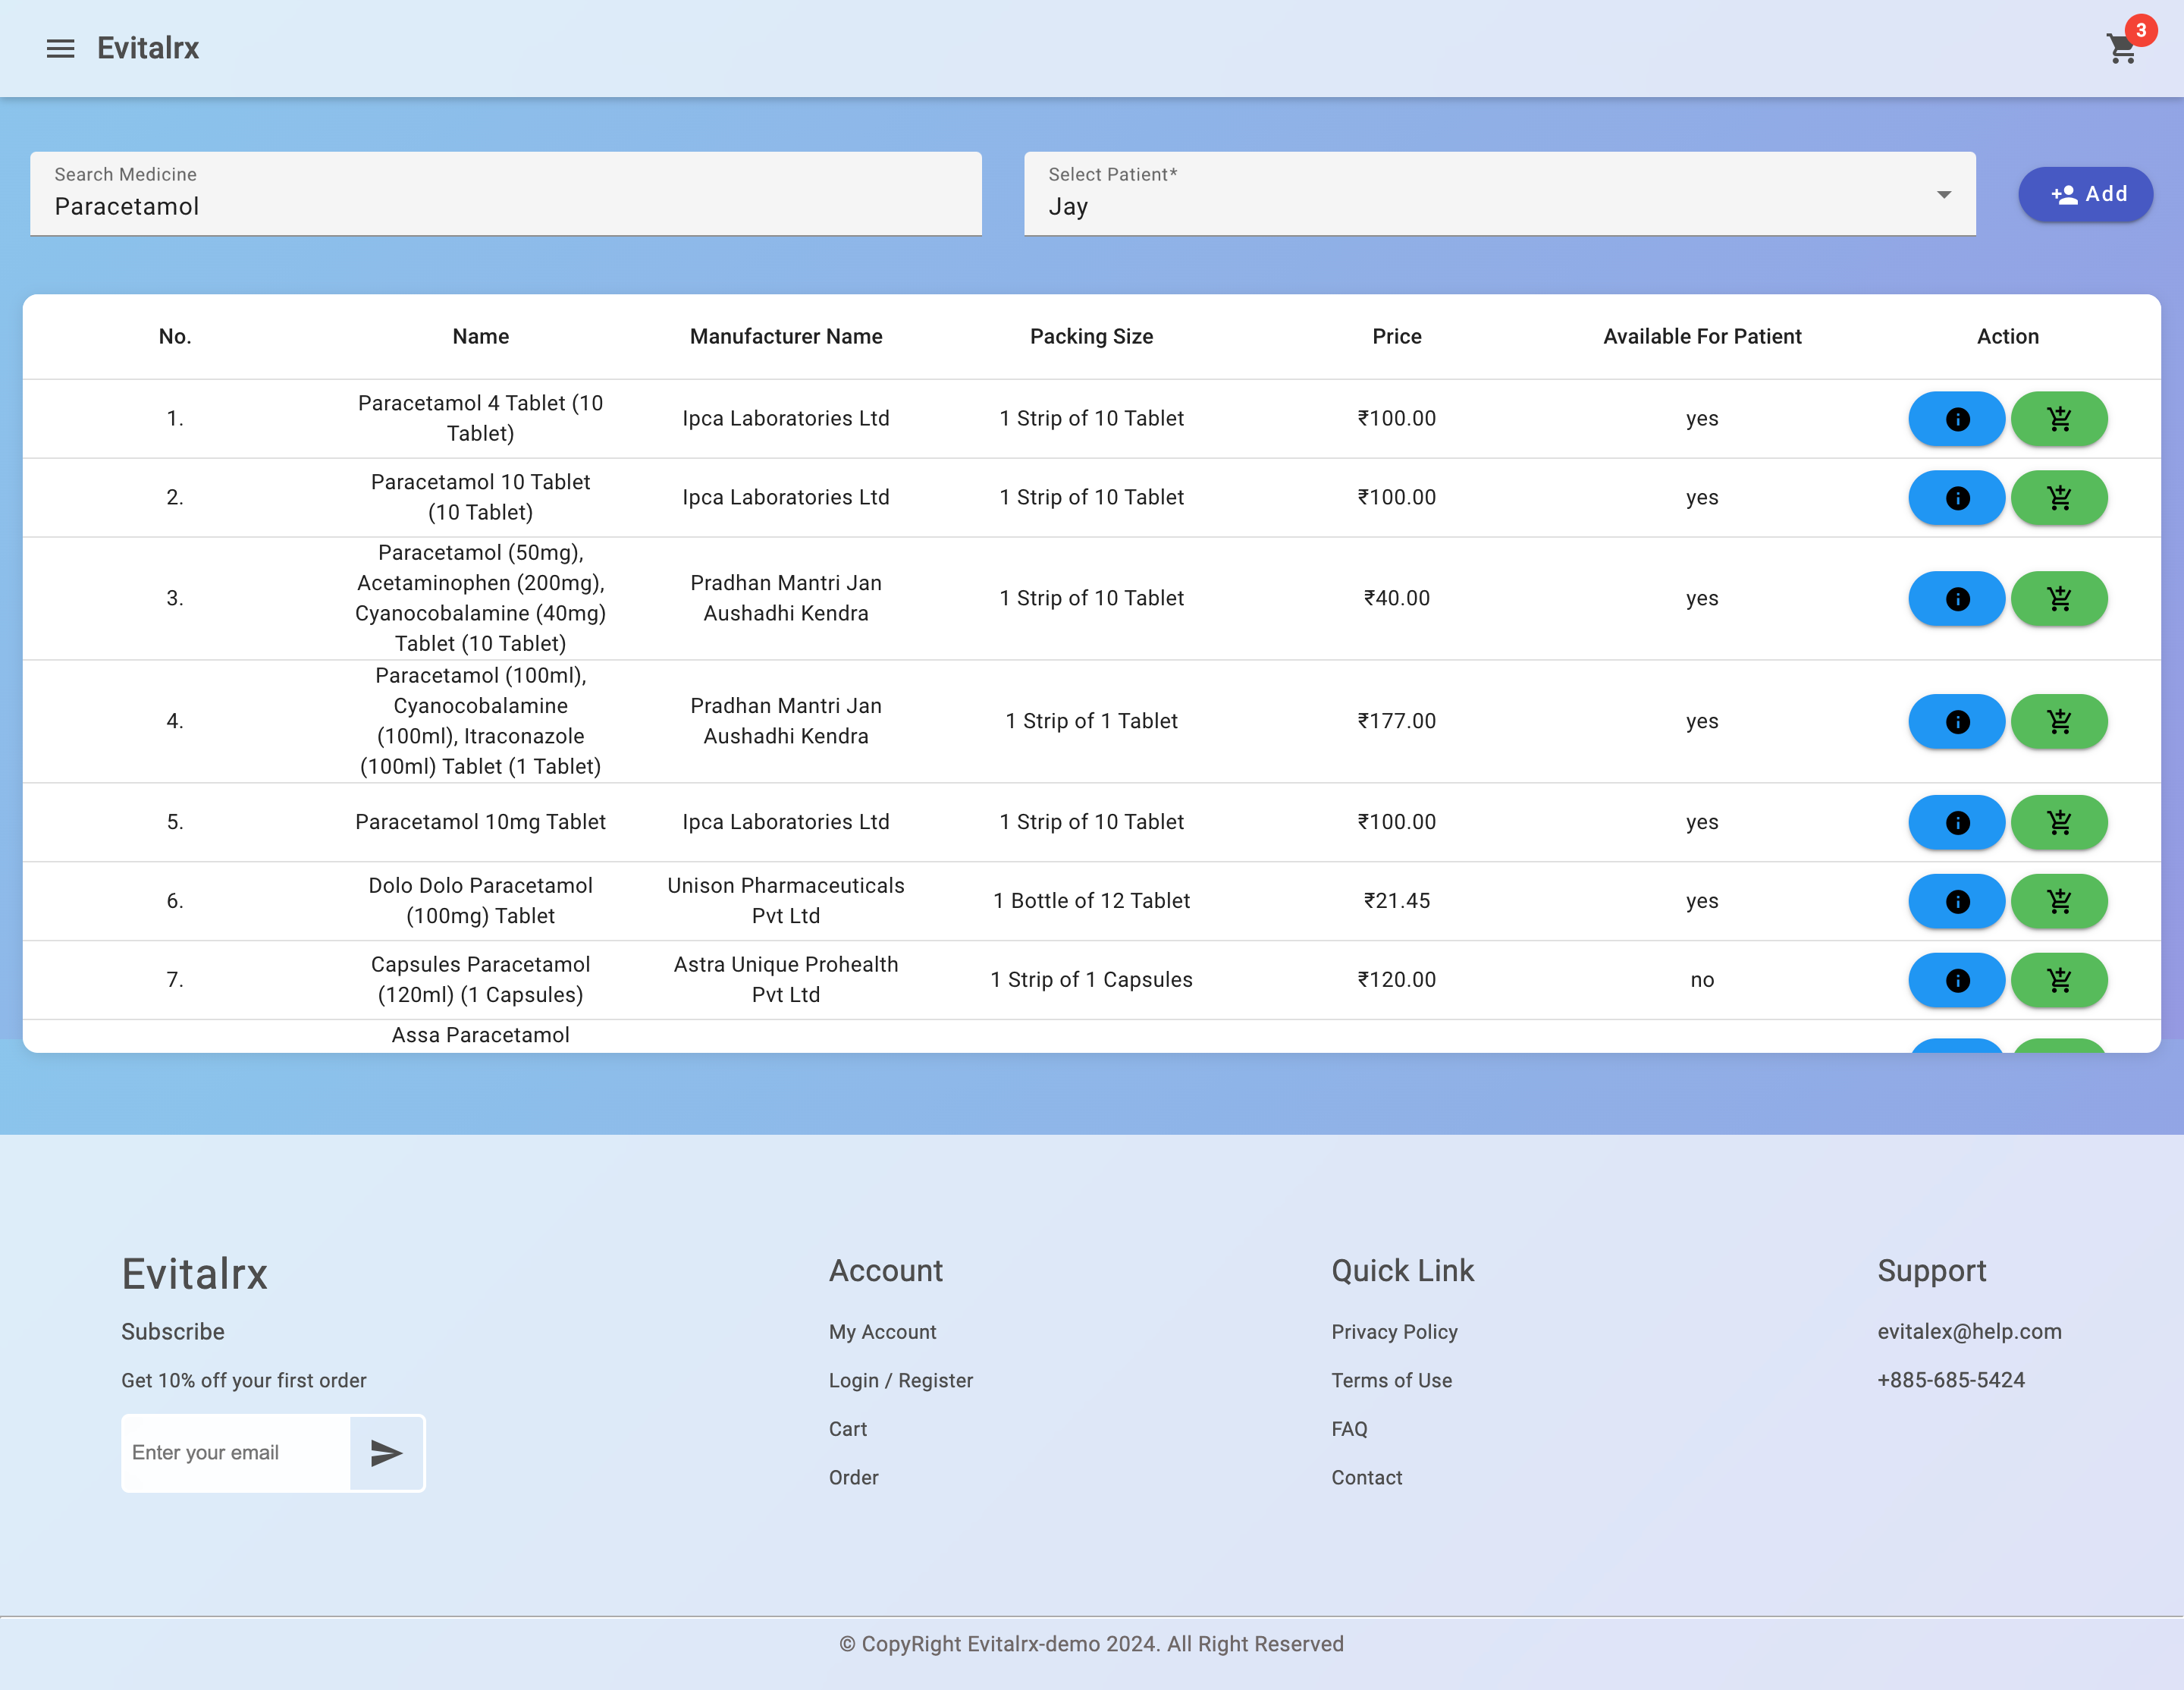 Evitalrx
3
Search Medicine
Paracetamol
Select Patient*
Jay
Add
No. Name Manufacturer Name Packing Size Price Available For Patient Action
1. Paracetamol 4 Tablet (10 Tablet) Ipca Laboratories Ltd 1 Strip of 10 Tablet ₹100.00 yes
2. Paracetamol 10 Tablet (10 Tablet) Ipca Laboratories Ltd 1 Strip of 10 Tablet ₹100.00 yes
3. Paracetamol (50mg), Acetaminophen (200mg), Cyanocobalamine (40mg) Tablet (10 Tablet) Pradhan Mantri Jan Aushadhi Kendra 1 Strip of 10 Tablet ₹40.00 yes
4. Paracetamol (100ml), Cyanocobalamine (100ml), Itraconazole (100ml) Tablet (1 Tablet) Pradhan Mantri Jan Aushadhi Kendra 1 Strip of 1 Tablet ₹177.00 yes
5. Paracetamol 10mg Tablet Ipca Laboratories Ltd 1 Strip of 10 Tablet ₹100.00 yes
6. Dolo Dolo Paracetamol (100mg) Tablet Unison Pharmaceuticals Pvt Ltd 1 Bottle of 12 Tablet ₹21.45 yes
7. Capsules Paracetamol (120ml) (1 Capsules) Astra Unique Prohealth Pvt Ltd 1 Strip of 1 Capsules ₹120.00 no
Assa Paracetamol
Evitalrx
Subscribe
Get 10% off your first order
Enter your email
Account
My Account
Login / Register
Cart
Order
Quick Link
Privacy Policy
Terms of Use
FAQ
Contact
Support
evitalex@help.com
+885-685-5424
© CopyRight Evitalrx-demo 2024. All Right Reserved